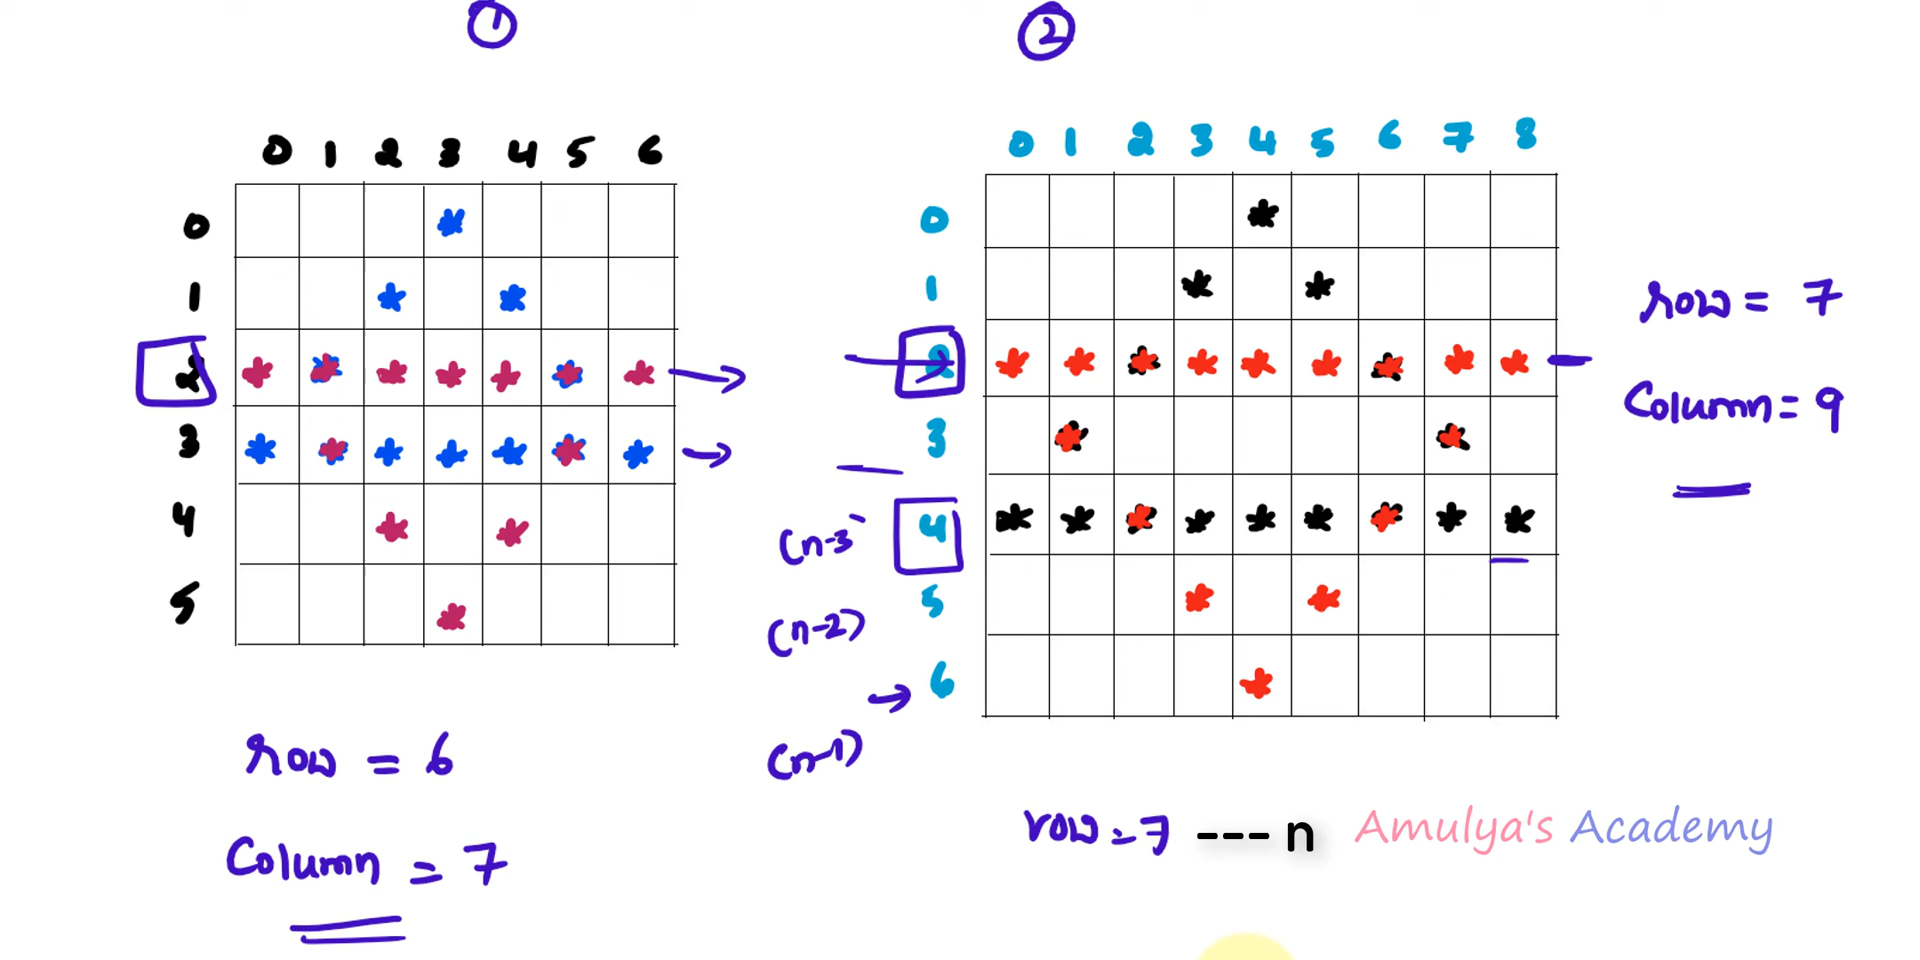 1
2
0 1 2 3 4 5 6
0
1
2
3
4
5
row = 6
Column = 7
0 1 2 3 4 5 6 7 8
0
1
2
3
(n-3 4
5
(n-2)
6
(n-1)
row = 7
Column = 9
row = 7 --- n
Amulya's Academy